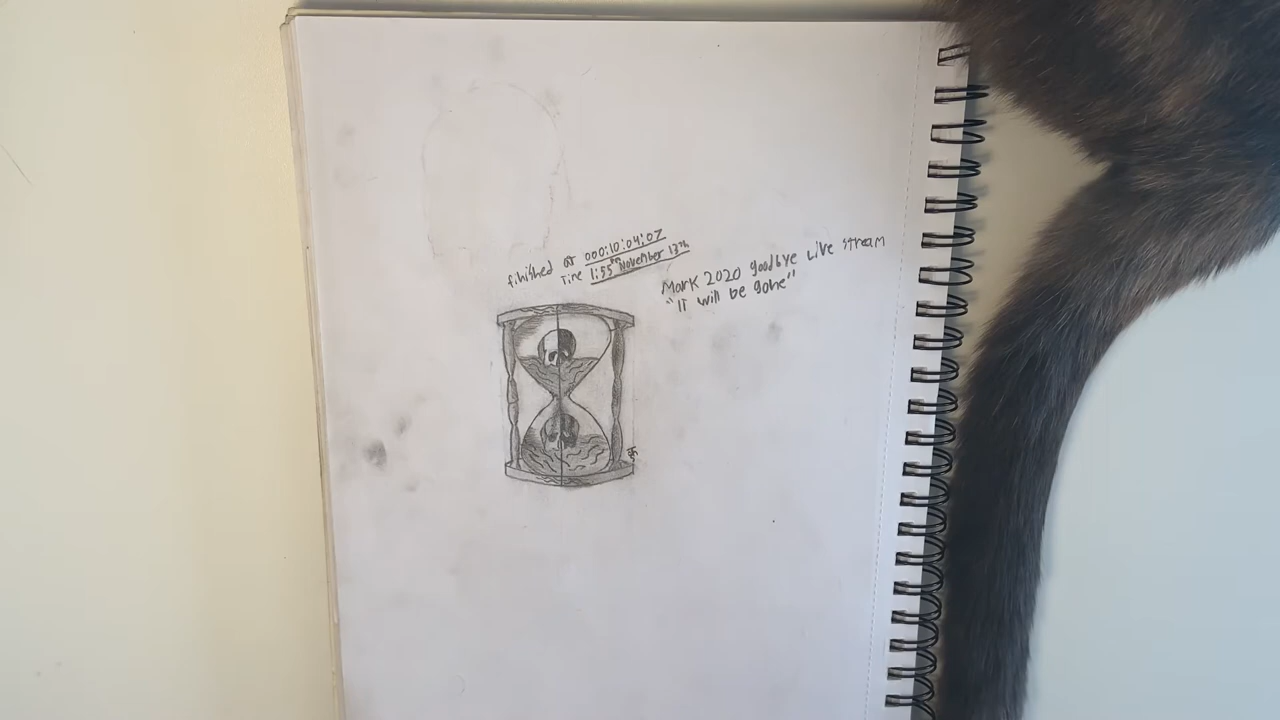 finished at 000:10:04:07
Time 1:55 pm November 13th
Mark 2020 goodbye live stream
"It will be gone"